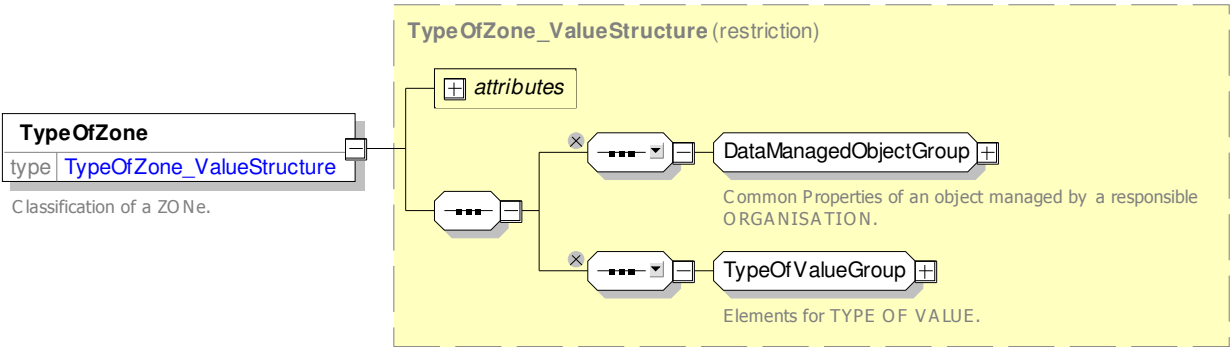 TypeOfZone_ValueStructure (restriction)
attributes
TypeOfZone
type TypeOfZone_ValueStructure
Classification of a ZONe.
DataManagedObjectGroup
Common Properties of an object managed by a responsible
ORGANISATION.
TypeOfValueGroup
Elements for TYPE OF VALUE.